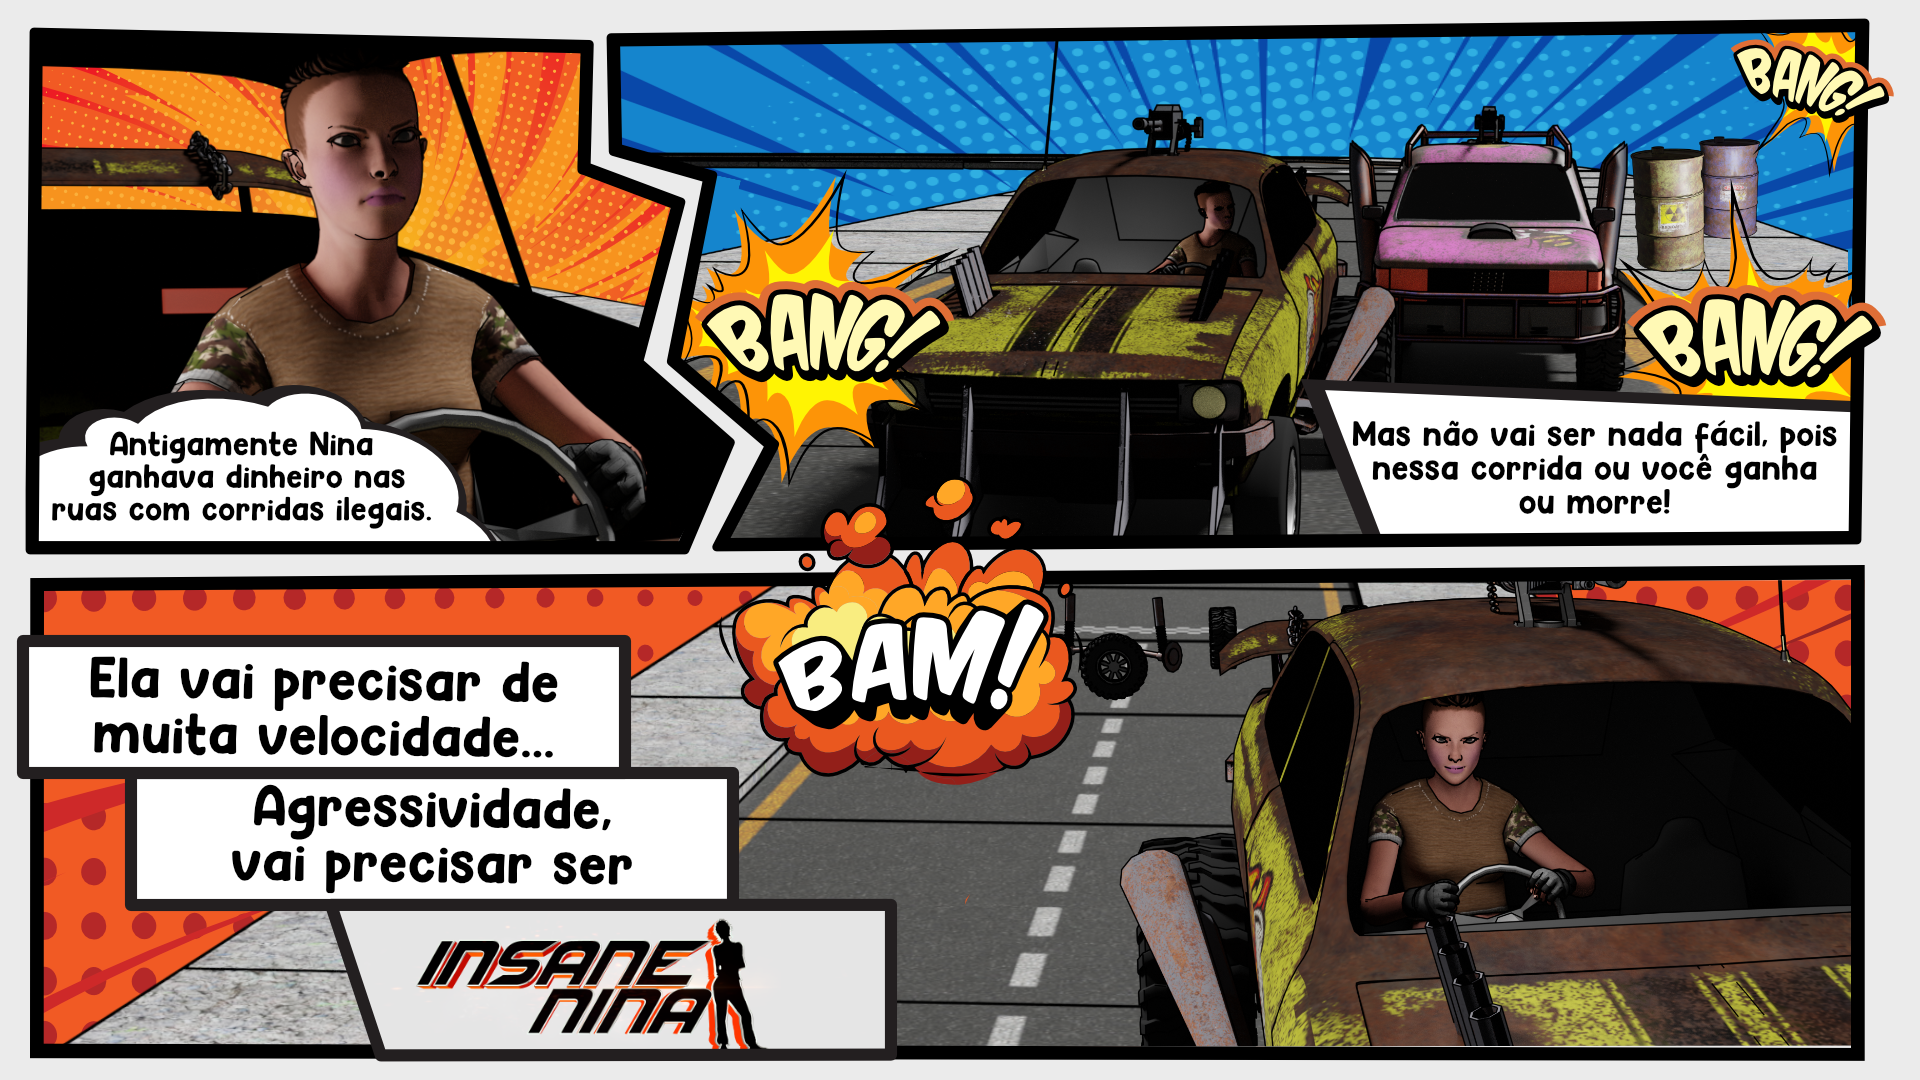 Antigamente Nina
ganhava dinheiro nas
ruas com corridas ilegais.
BANG!
BANG!
BANG!
Mas não vai ser nada fácil, pois
nessa corrida ou você ganha
ou morre!
BAM!
Ela vai precisar de
muita velocidade...
Agressividade,
vai precisar ser
INSANE
NINA